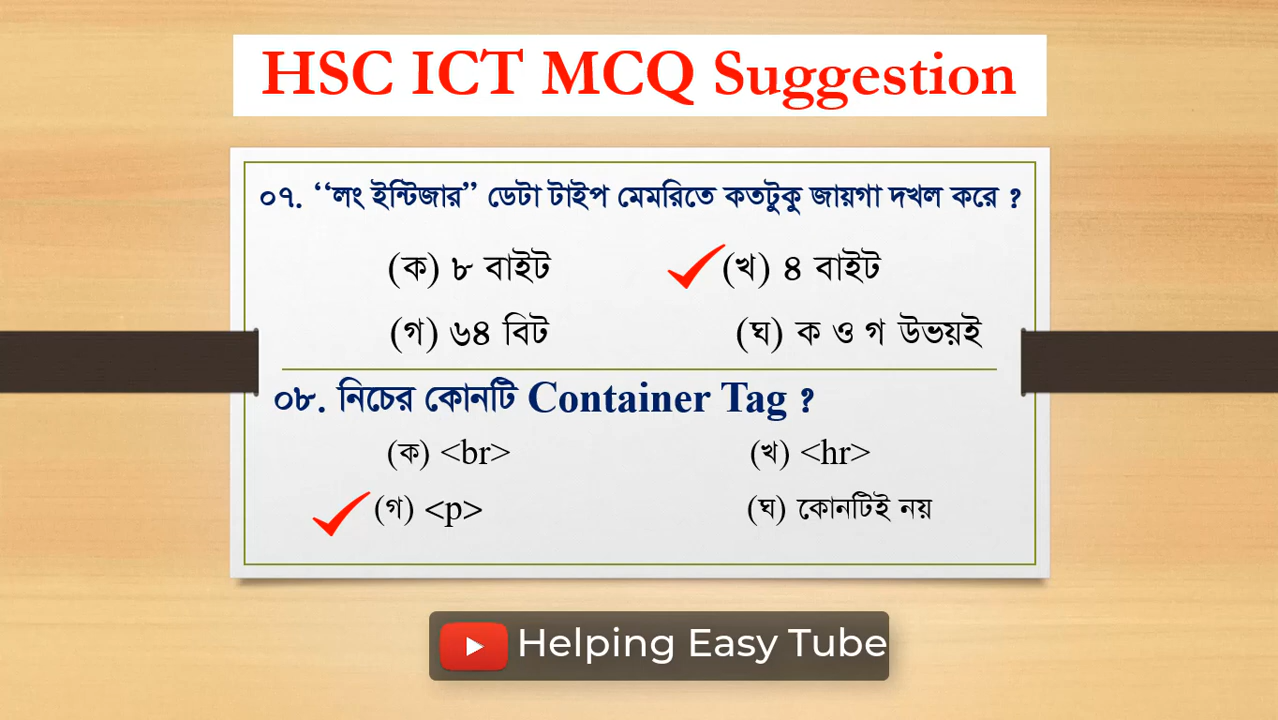 HSC ICT MCQ Suggestion
০৭. ‘‘লং ইন্টিজার’’ ডেটা টাইপ মেমরিতে কতটুকু জায়গা দখল করে ?
(ক) ৮ বাইট (খ) ৪ বাইট
(গ) ৬৪ বিট (ঘ) ক ও গ উভয়ই
০৮. নিচের কোনটি Container Tag ?
(ক) <br> (খ) <hr>
(গ) <p> (ঘ) কোনটিই নয়
Helping Easy Tube